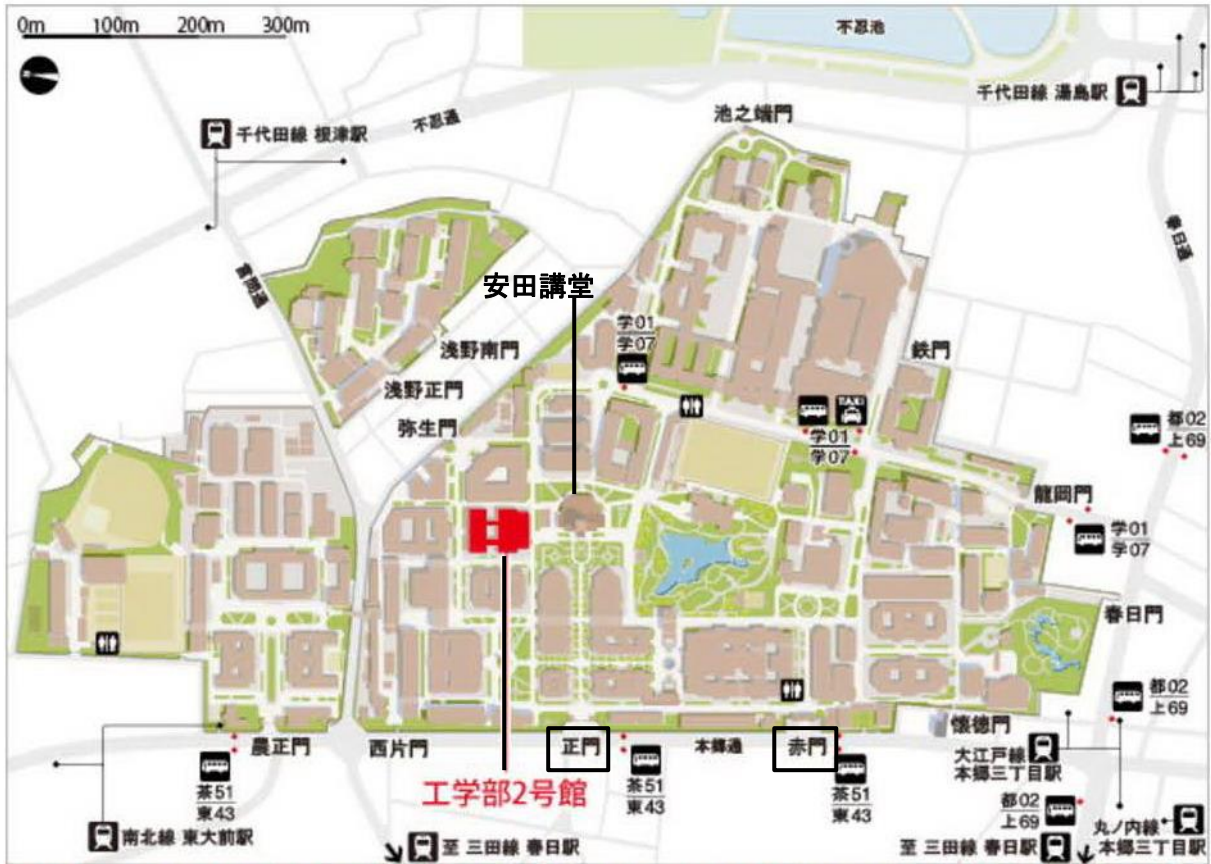 0m 100m 200m 300m
不忍池
千代田線 湯島駅
池之端門
千代田線 根津駅
不忍通
春日通
言問通
安田講堂
学01
学07
浅野南門
鉄門
浅野正門
弥生門
TAXI
学01
学07
都02
上69
龍岡門
学01
学07
春日門
都02
上69
農正門
西片門
正門
本郷通
赤門
懐徳門
大江戸線
本郷三丁目駅
茶51
東43
工学部2号館
茶51
東43
茶51
東43
都02
上69
南北線 東大前駅
至 三田線 春日駅
至 三田線 春日駅
丸ノ内線
本郷三丁目駅